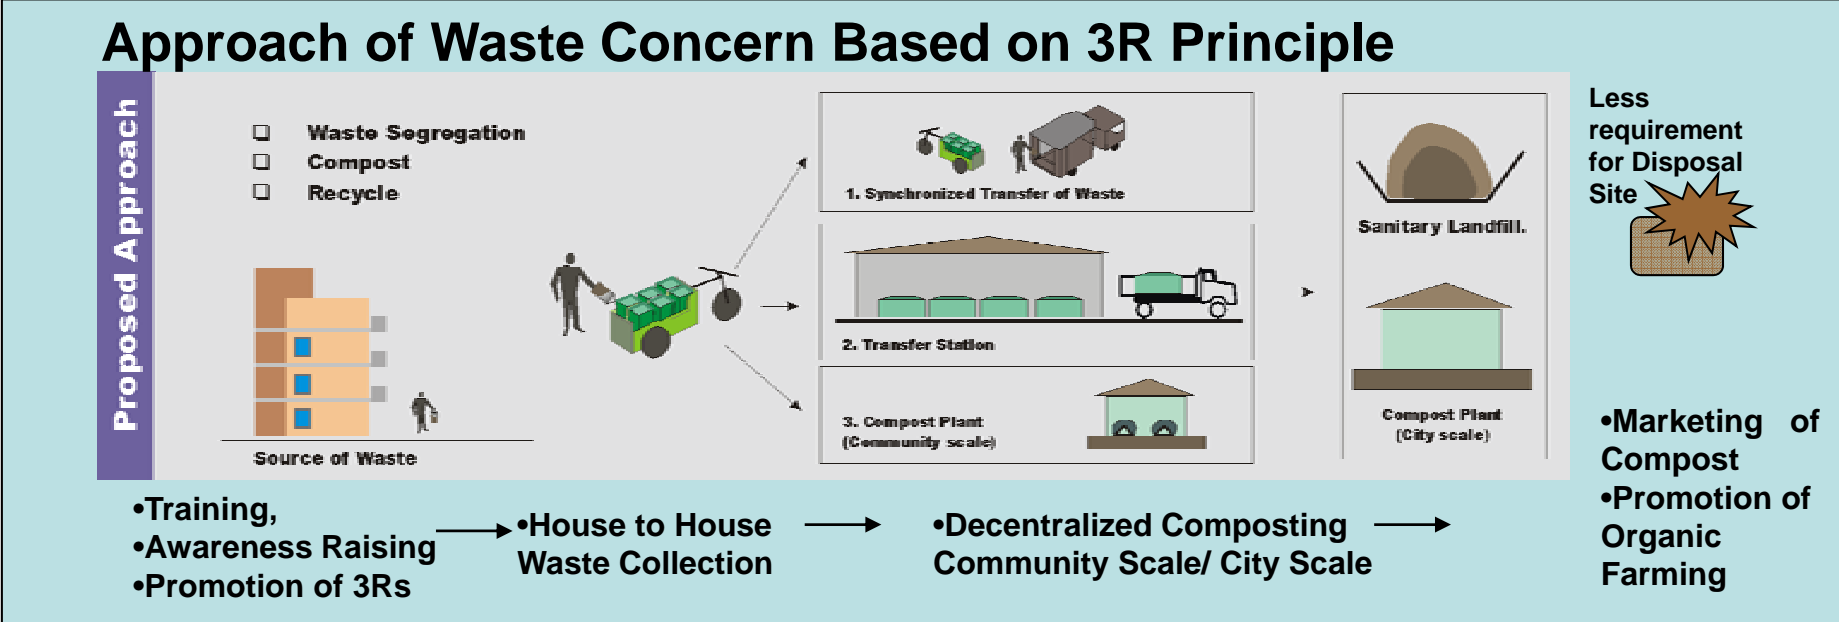 Approach of Waste Concern Based on 3R Principle
Proposed Approach
❑ Waste Segregation
❑ Compost
❑ Recycle
Source of Waste
1. Synchronized Transfer of Waste
2. Transfer Station
3. Compost Plant
(Community scale)
Sanitary Landfill.
Compost Plant
(City scale)
Less
requirement
for Disposal
Site
•Training,
•Awareness Raising
•Promotion of 3Rs
•House to House
Waste Collection
•Decentralized Composting
Community Scale/ City Scale
•Marketing of
Compost
•Promotion of
Organic
Farming